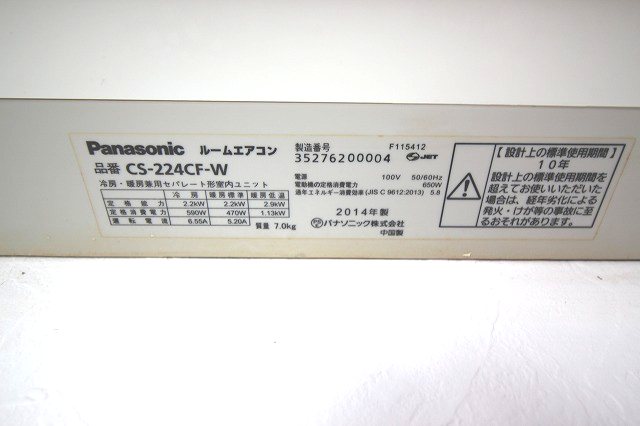 Panasonic ルームエアコン
品番 CS-224CF-W
冷房・暖房兼用セパレート形室内ユニット
冷房 暖房標準 暖房低温
定格能力 2.2kW 2.2kW 2.9kW
定格消費電力 590W 470W 1.13kW
運転電流 6.55A 5.20A
質量 7.0kg
製造番号 F115412
35276200004 JET
電源 100V 50/60Hz
電動機の定格消費電力 650W
通年エネルギー消費効率(JIS C 9612:2013) 5.8
2014年製
パナソニック株式会社
中国製
【設計上の標準使用期間】
10年
設計上の標準使用期間を
超えてお使いいただいた
場合は、経年劣化による
発火・けが等の事故に至
るおそれがあります。